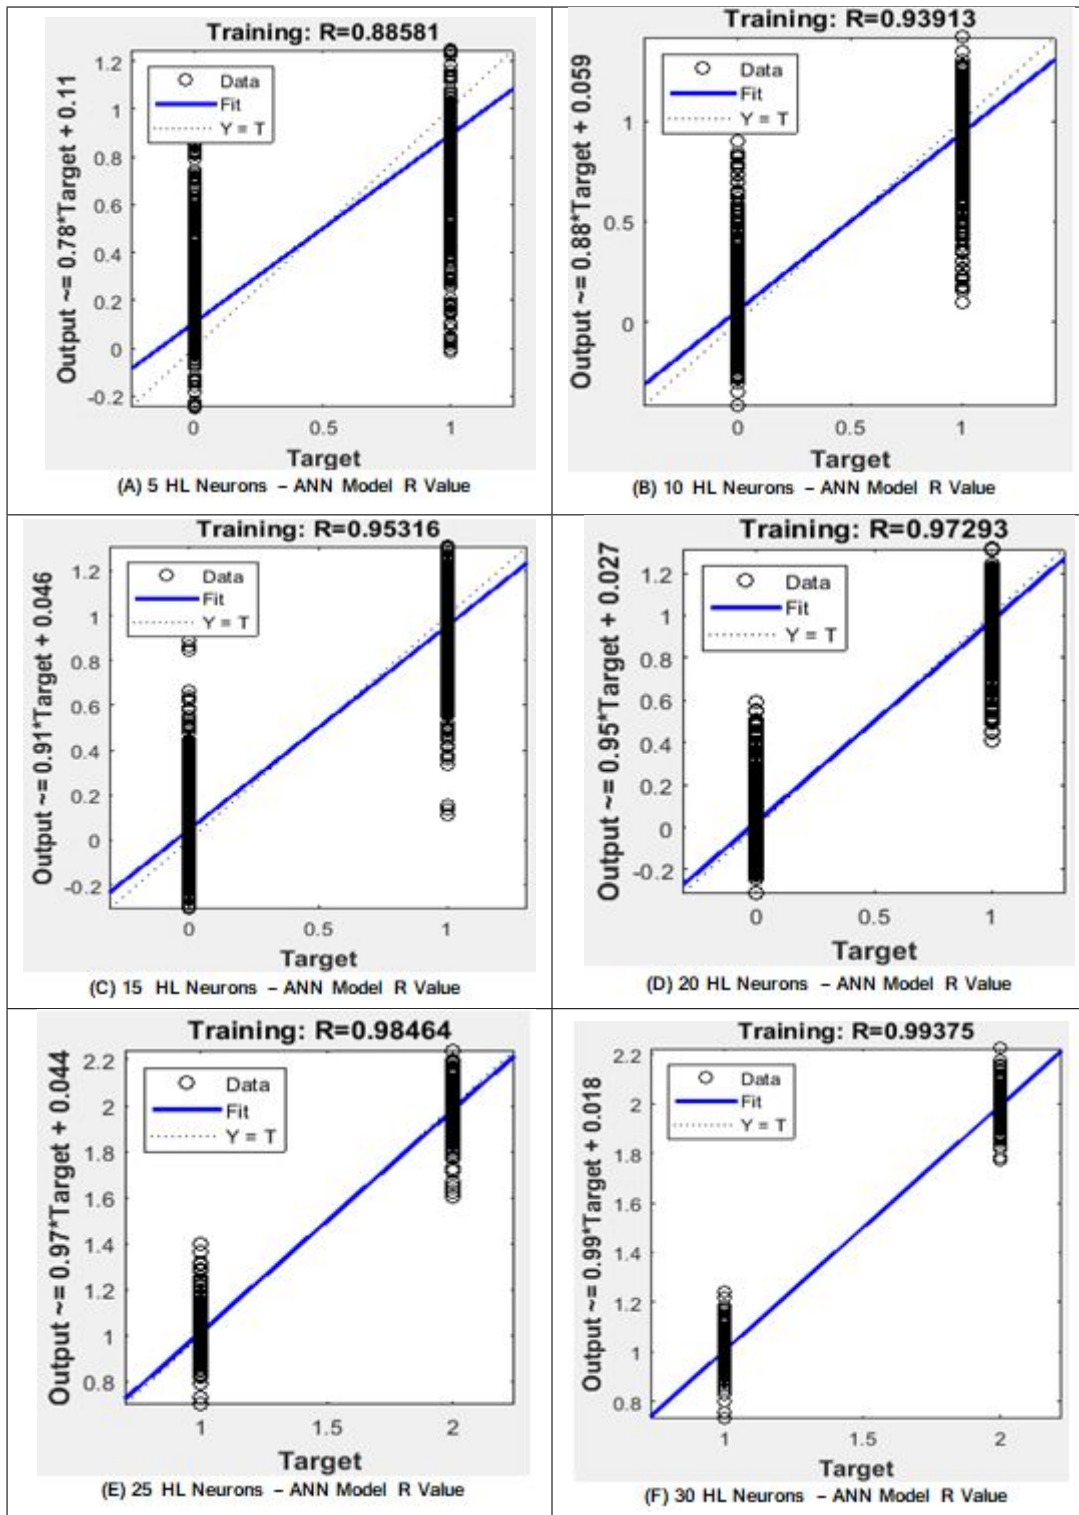 Training: R=0.88581
Output ~= 0.78*Target + 0.11
1.2
1
0.8
0.6
0.4
0.2
0
-0.2
Data
Fit
Y = T
0
0.5
1
Target
(A) 5 HL Neurons – ANN Model R Value
Training: R=0.93913
Output ~= 0.88*Target + 0.059
1
0.5
0
Data
Fit
Y = T
0
0.5
1
Target
(B) 10 HL Neurons – ANN Model R Value
Training: R=0.95316
Output ~= 0.91*Target + 0.046
1.2
1
0.8
0.6
0.4
0.2
0
-0.2
Data
Fit
Y = T
0
0.5
1
Target
(C) 15 HL Neurons – ANN Model R Value
Training: R=0.97293
Output ~= 0.95*Target + 0.027
1.2
1
0.8
0.6
0.4
0.2
0
-0.2
Data
Fit
Y = T
0
0.5
1
Target
(D) 20 HL Neurons – ANN Model R Value
Training: R=0.98464
Output ~= 0.97*Target + 0.044
2.2
2
1.8
1.6
1.4
1.2
1
0.8
Data
Fit
Y = T
1
1.5
2
Target
(E) 25 HL Neurons – ANN Model R Value
Training: R=0.99375
Output ~= 0.99*Target + 0.018
2.2
2
1.8
1.6
1.4
1.2
1
0.8
Data
Fit
Y = T
1
1.5
2
Target
(F) 30 HL Neurons – ANN Model R Value